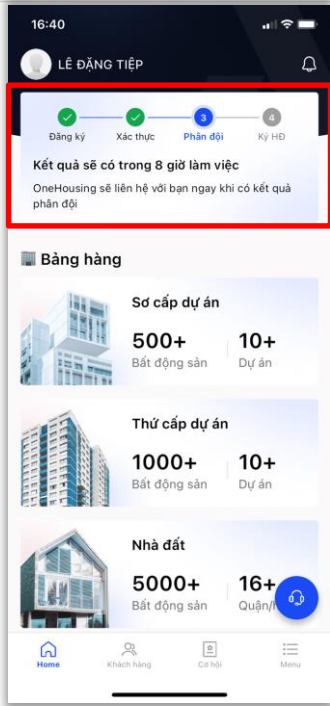 16:40
LÊ ĐẶNG TIỆP
3
4
Đăng ký
Xác thực
Phân đội
Ký HĐ
Kết quả sẽ có trong 8 giờ làm việc
OneHousing sẽ liên hệ với bạn ngay khi có kết quả
phân đội
Bảng hàng
Sơ cấp dự án
500+
10+
Bất động sản
Dự án
Thứ cấp dự án
1000+
10+
Bất động sản
Dự án
Nhà đất
5000+
16+
Bất động sản
Quận/
Home
Khách hàng
Cơ hội
Menu